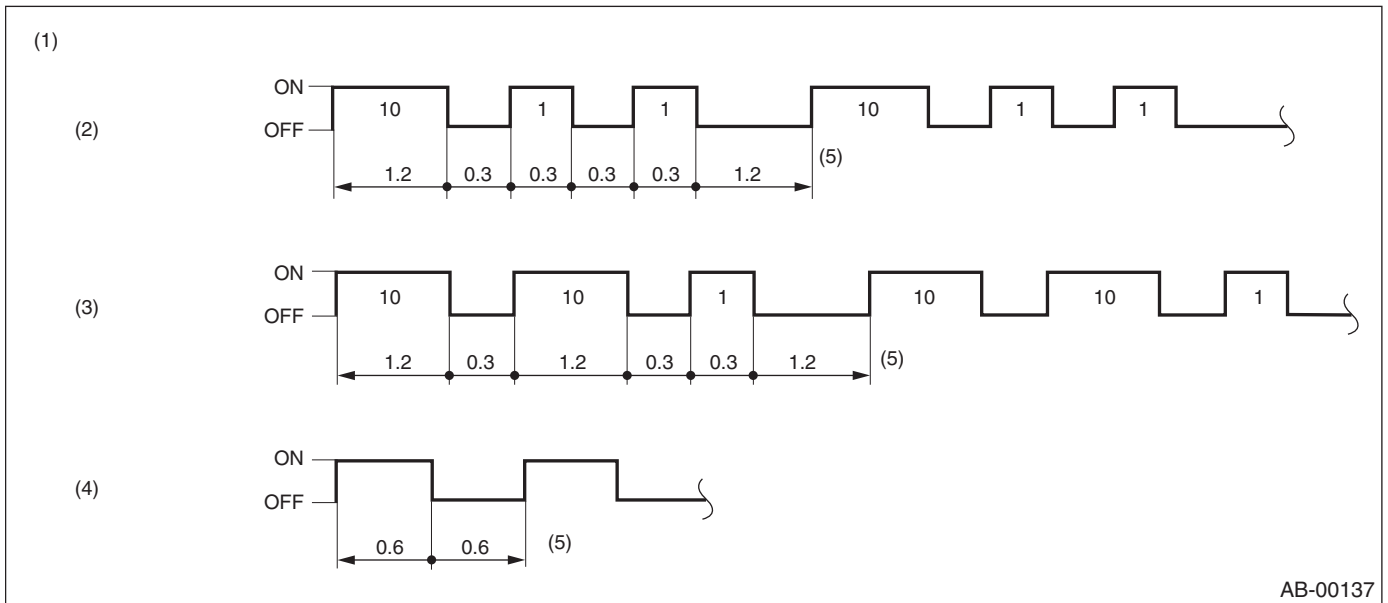 (1)
(2)
ON
OFF
10 1 1 10 1 1
1.2 0.3 0.3 0.3 0.3 1.2 (5)
(3)
ON
OFF
10 10 1 10 10 1
1.2 0.3 1.2 0.3 0.3 1.2 (5)
(4)
ON
OFF
0.6 0.6 (5)
AB-00137